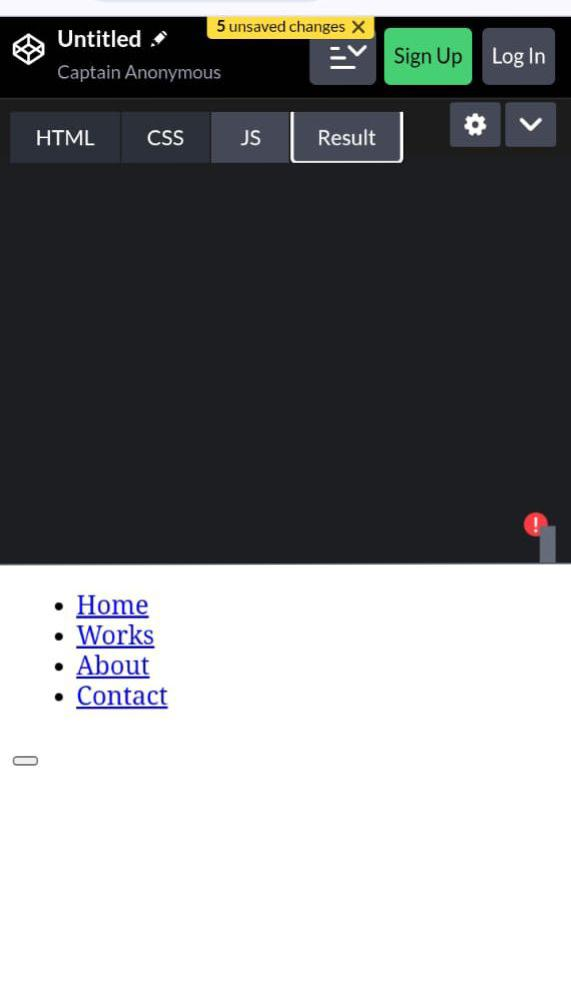 5 unsaved changes
Untitled
Captain Anonymous
Sign Up
Log In
HTML
CSS
JS
Result
Home
Works
About
Contact